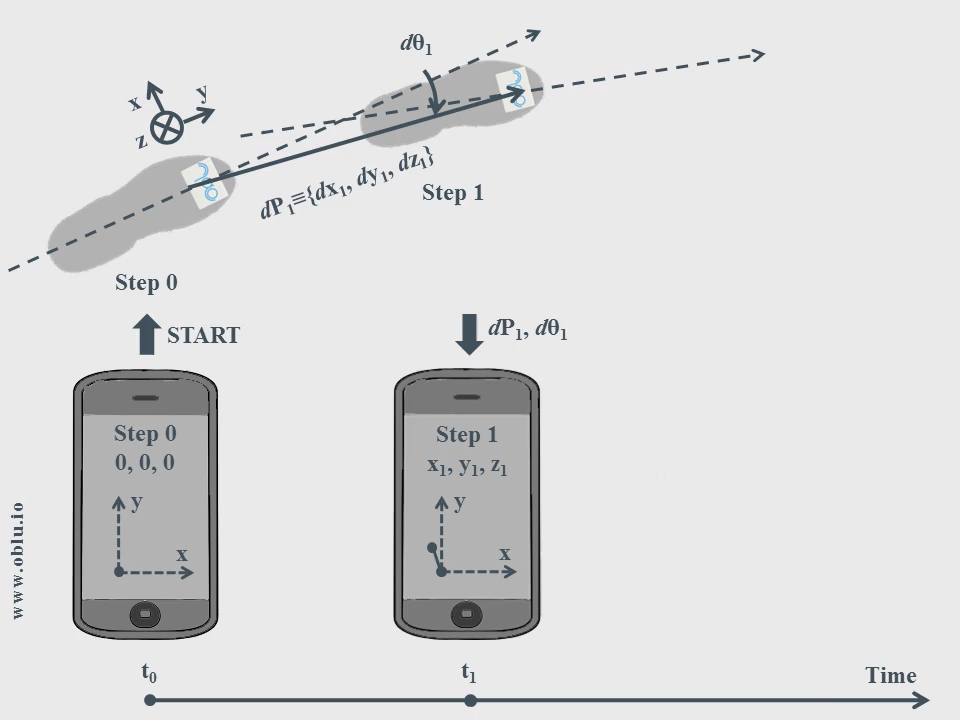 dθ₁
x
y
z
dP₁≡{dx₁, dy₁, dz₁}
Step 1
Step 0
START
dP₁, dθ₁
Step 0
0, 0, 0
y
x
Step 1
x₁, y₁, z₁
y
x
www.oblu.io
t₀
t₁
Time